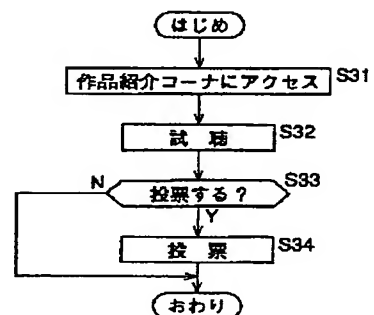 はじめ
作品紹介コーナにアクセス S31
試聴 S32
投票する? S33
N
Y
投票 S34
おわり